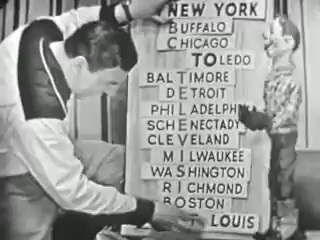 NEW YORK
BUFFALO
CHICAGO
TOLEDO
BALTIMORE
DETROIT
PHILADELPH
SCHENECTADY
CLEVELAND
MILWAUKEE
WASHINGTON
RICHMOND
BOSTON
LOUIS